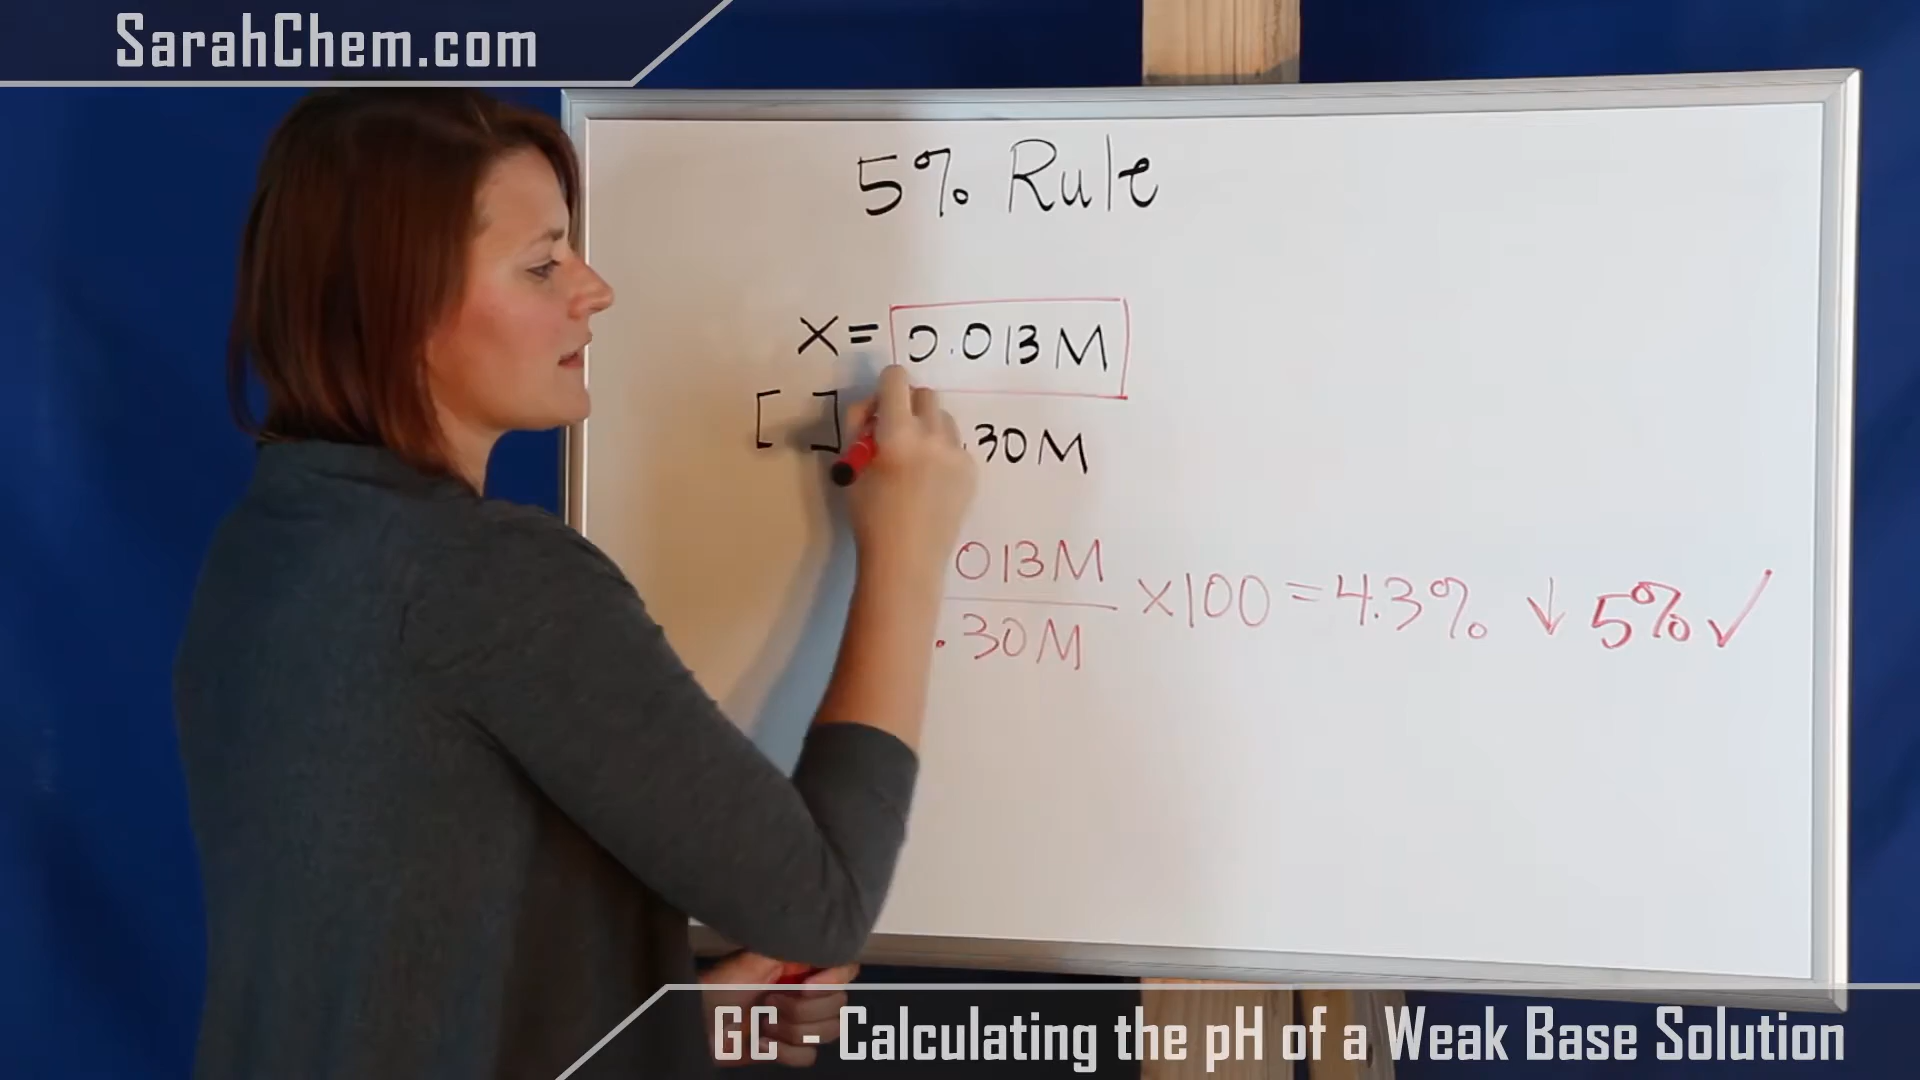 SarahChem.com
5% Rule
x= 0.013M
[ ] .30M
013M
× 100 = 4.3% ↓ 5% ✓
.30M
GC - Calculating the pH of a Weak Base Solution